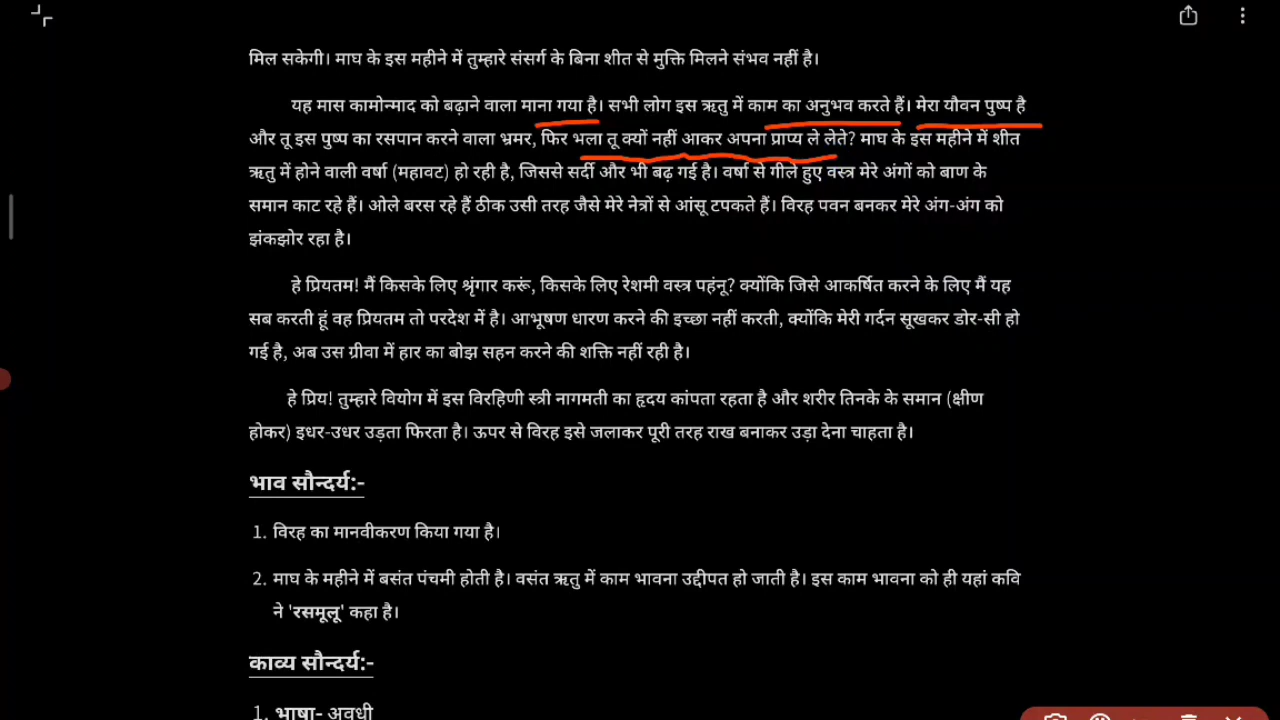 मिल सकेगी। माघ के इस महीने में तुम्हारे संसर्ग के बिना शीत से मुक्ति मिलने संभव नहीं है।
यह मास कामोन्माद को बढ़ाने वाला माना गया है। सभी लोग इस ऋतु में काम का अनुभव करते हैं। मेरा यौवन पुष्प है
और तू इस पुष्प का रसपान करने वाला भ्रमर, फिर भला तू क्यों नहीं आकर अपना प्राप्य ले लेते? माघ के इस महीने में शीत
ऋतु में होने वाली वर्षा (महावट) हो रही है, जिससे सर्दी और भी बढ़ गई है। वर्षा से गीले हुए वस्त्र मेरे अंगों को बाण के
समान काट रहे हैं। ओले बरस रहे हैं ठीक उसी तरह जैसे मेरे नेत्रों से आंसू टपकते हैं। विरह पवन बनकर मेरे अंग-अंग को
झंकझोर रहा है।
हे प्रियतम! मैं किसके लिए श्रृंगार करूं, किसके लिए रेशमी वस्त्र पहंनू? क्योंकि जिसे आकर्षित करने के लिए मैं यह
सब करती हूं वह प्रियतम तो परदेश में है। आभूषण धारण करने की इच्छा नहीं करती, क्योंकि मेरी गर्दन सूखकर डोर-सी हो
गई है, अब उस ग्रीवा में हार का बोझ सहन करने की शक्ति नहीं रही है।
हे प्रिय! तुम्हारे वियोग में इस विरहिणी स्त्री नागमती का हृदय कांपता रहता है और शरीर तिनके के समान (क्षीण
होकर) इधर-उधर उड़ता फिरता है। ऊपर से विरह इसे जलाकर पूरी तरह राख बनाकर उड़ा देना चाहता है।
भाव सौन्दर्य:-
1. विरह का मानवीकरण किया गया है।
2. माघ के महीने में बसंत पंचमी होती है। वसंत ऋतु में काम भावना उद्दीपत हो जाती है। इस काम भावना को ही यहां कवि
ने 'रसमूलू' कहा है।
काव्य सौन्दर्य:-
1. भाषा- अवधी